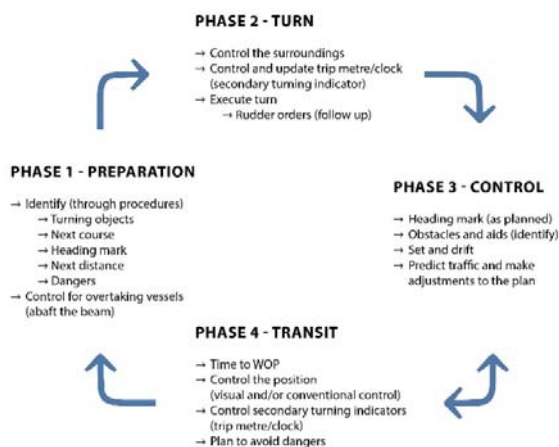 PHASE 2 - TURN
→ Control the surroundings
→ Control and update trip metre/clock
(secondary turning indicator)
→ Execute turn
→ Rudder orders (follow up)
PHASE 1 - PREPARATION
→ Identify (through procedures)
→ Turning objects
→ Next course
→ Heading mark
→ Next distance
→ Dangers
→ Control for overtaking vessels
(abaft the beam)
PHASE 3 - CONTROL
→ Heading mark (as planned)
→ Obstacles and aids (identify)
→ Set and drift
→ Predict traffic and make
adjustments to the plan
PHASE 4 - TRANSIT
→ Time to WOP
→ Control the position
(visual and/or conventional control)
→ Control secondary turning indicators
(trip metre/clock)
→ Plan to avoid dangers